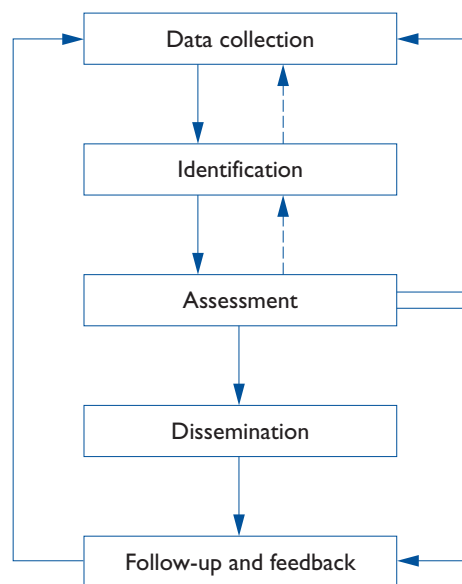 Data collection
Identification
Assessment
Dissemination
Follow-up and feedback